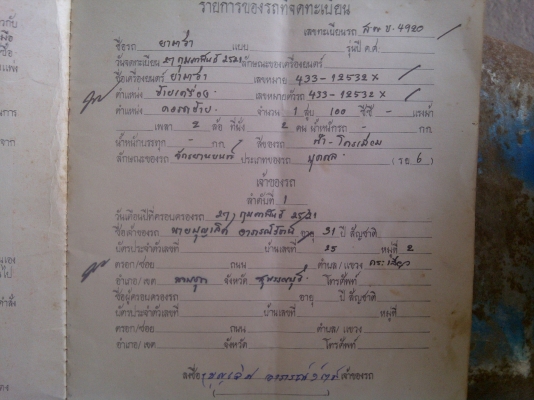 รายการของรถที่จดทะเบียน
เลขทะเบียนรถ สพ บ.4920
ชื่อรถ ยามาฮ่า แบบ รุ่นปี ค.ศ.
วันจดทะเบียน 27 กุมภาพันธ์ 2521 ลักษณะของเครื่องยนต์
ชื่อเครื่องยนต์ ยามาฮ่า เลขหมาย 433-12532 X
ตำแหน่ง ข้างเครื่อง เลขหมายตัวรถ 433-12532 X
ตำแหน่ง คอรถขวา จำนวน 1 สูบ 100 ซีซี - แรงม้า
เพลา 2 ล้อ ที่นั่ง 2 คน น้ำหนักรถ - กก.
น้ำหนักบรรทุก - กก. สีของรถ
ลักษณะของรถ จักรยานยนต์ ประเภทของรถ บุคคล (รย. 6)
เจ้าของรถ
ลำดับที่ 1
วันเดือนปีที่ครอบครองรถ 27 กุมภาพันธ์ 2521
ชื่อเจ้าของรถ นายบุญเลิศ อายุ 31 ปี สัญชาติ
บัตรประจำตัวเลขที่ บ้านเลขที่ 35 หมู่ที่ 2
ตรอก/ซอย ถนน ตำบล/แขวง กระเสียว
อำเภอ/เขต สามชุก จังหวัด สุพรรณบุรี โทรศัพท์
ชื่อผู้ครอบครองรถ อายุ ปี สัญชาติ
บัตรประจำตัวเลขที่ บ้านเลขที่ หมู่ที่
ตรอก/ซอย ถนน ตำบล/แขวง
อำเภอ/เขต จังหวัด โทรศัพท์
ลงชื่อ บุญเลิศ เจ้าของรถ